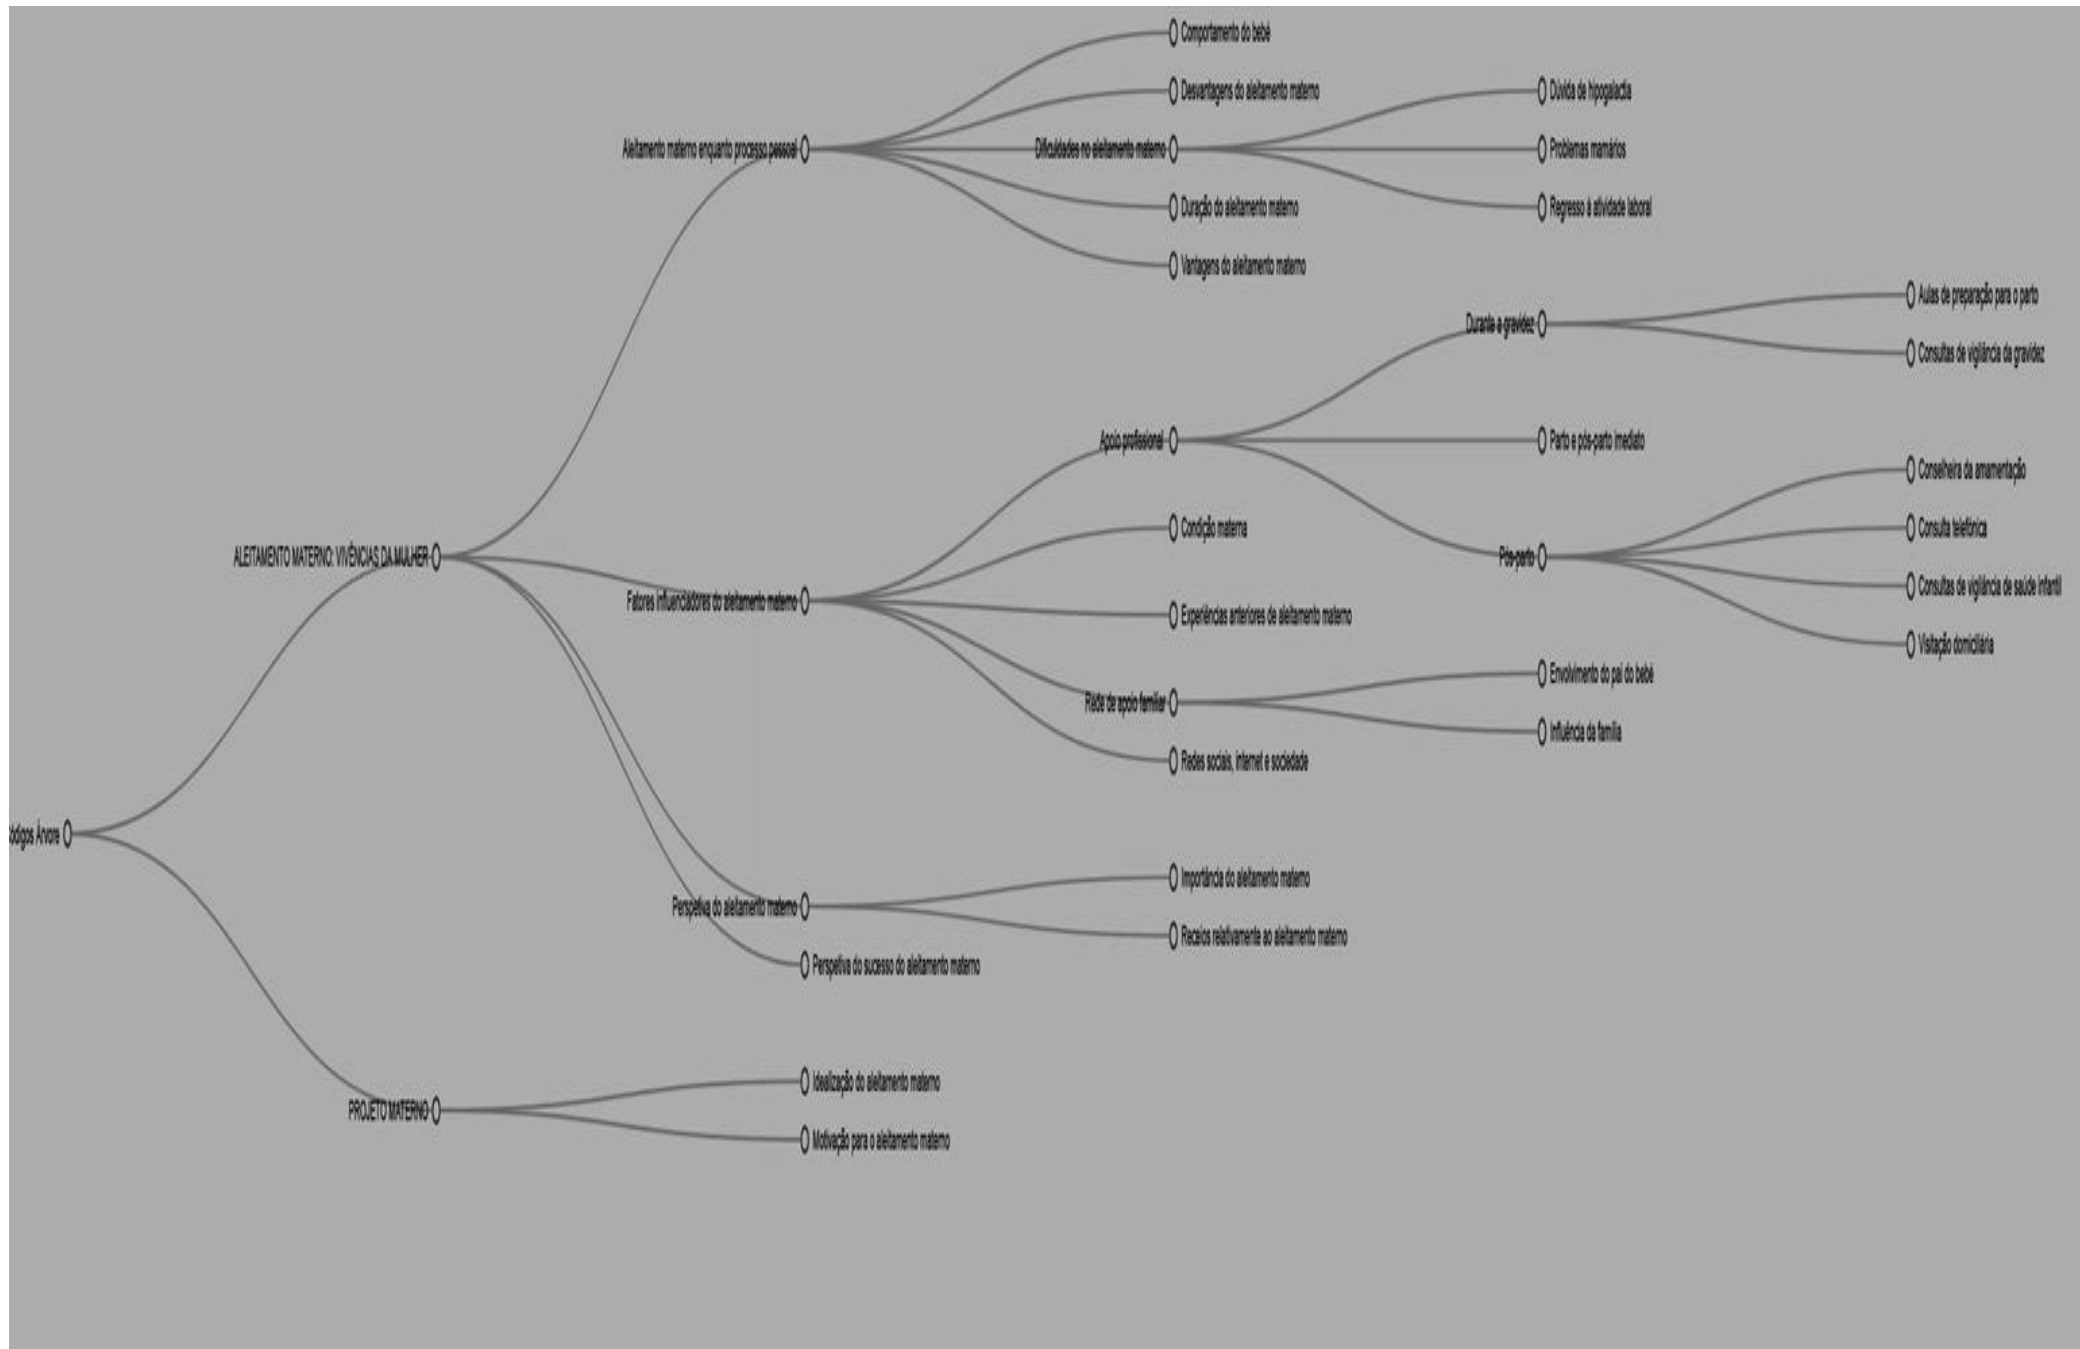 Comportamento do bebé
Desvantagens do aleitamento materno
Dúvida de hipogalactia
Aleitamento materno enquanto processo pessoal
Dificuldades no aleitamento materno
Problemas mamários
Duração do aleitamento materno
Regresso à atividade laboral
Vantagens do aleitamento materno
Aulas de preparação para o parto
Durante a gravidez
Consultas de vigilância da gravidez
Apoio profissional
Parto e pós-parto imediato
Conselheira da amamentação
Condição materna
Consulta telefónica
ALEITAMENTO MATERNO: VIVÊNCIAS DA MULHER
Pós-parto
Consultas de vigilância de saúde infantil
Fatores influenciadores do aleitamento materno
Experiências anteriores de aleitamento materno
Visitação domiciliária
Envolvimento do pai do bebé
Rede de apoio familiar
Influência da família
Redes sociais, internet e sociedade
ódigos Árvore
Importância do aleitamento materno
Perspetiva do aleitamento materno
Receios relativamente ao aleitamento materno
Perspetiva do sucesso do aleitamento materno
Idealização do aleitamento materno
PROJETO MATERNO
Motivação para o aleitamento materno